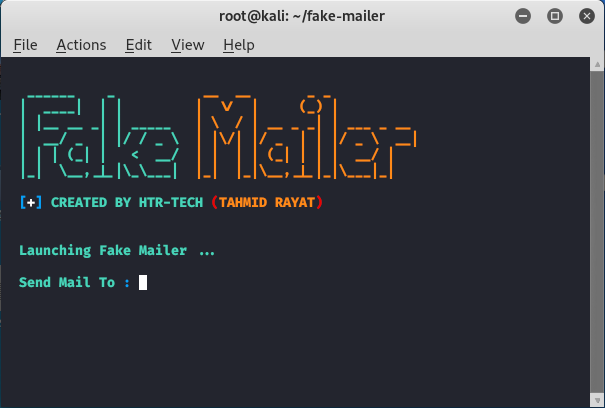 root@kali: ~/fake-mailer
File Actions Edit View Help
Fake Mailer
[+] CREATED BY HTR-TECH (TAHMID RAYAT)
Launching Fake Mailer ...
Send Mail To :